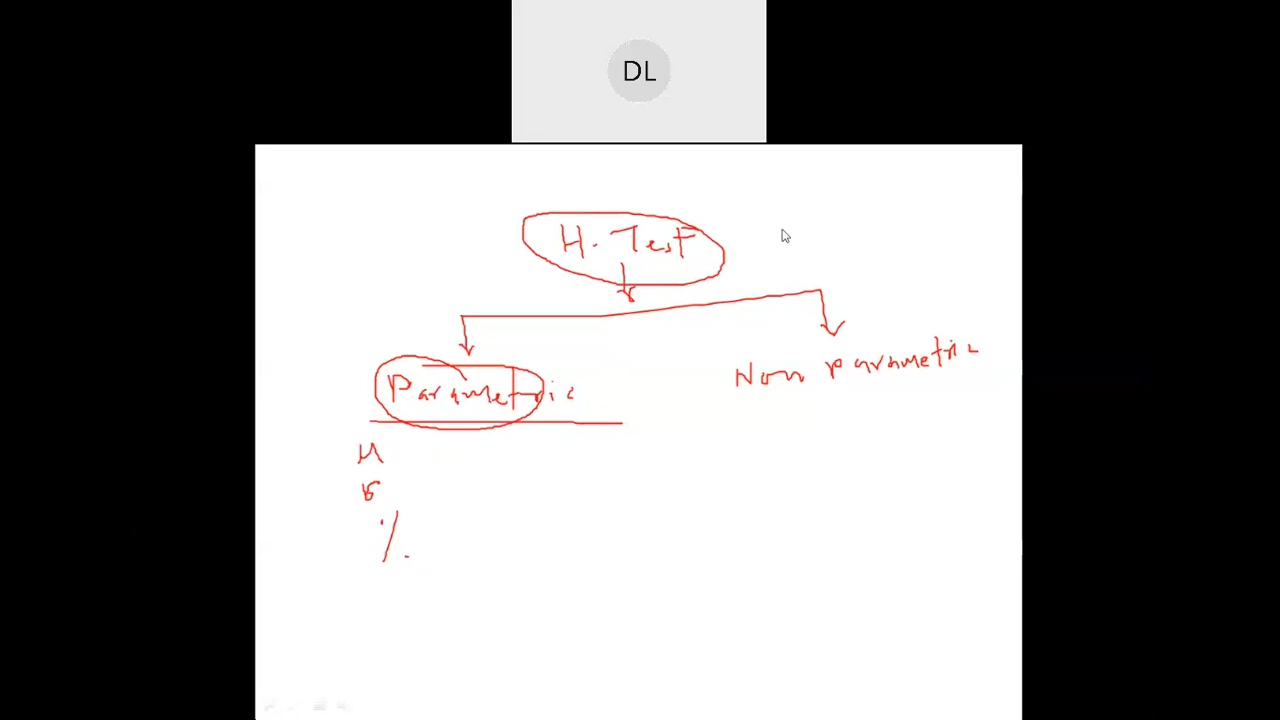 DL
H. Test
Parametric
Non parametric
μ
σ
%